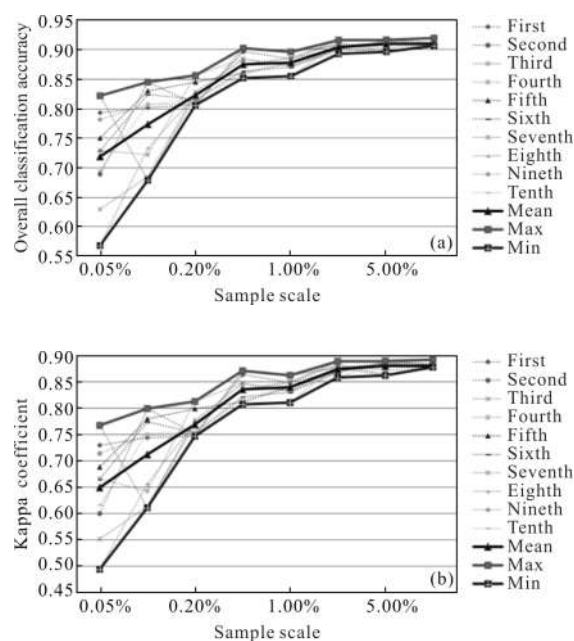 Overall classification accuracy
0.95
0.90
0.85
0.80
0.75
0.70
0.65
0.60
0.55
0.05%
0.20%
1.00%
5.00%
Sample scale
(a)
First
Second
Third
Fourth
Fifth
Sixth
Seventh
Eighth
Nineth
Tenth
Mean
Max
Min
Kappa coefficient
0.90
0.85
0.80
0.75
0.70
0.65
0.60
0.55
0.50
0.45
0.05%
0.20%
1.00%
5.00%
Sample scale
(b)
First
Second
Third
Fourth
Fifth
Sixth
Seventh
Eighth
Nineth
Tenth
Mean
Max
Min